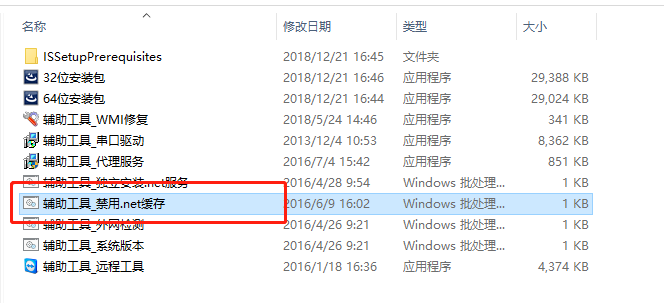 名称 修改日期 类型 大小
ISSetupPrerequisites 2018/12/21 16:45 文件夹
32位安装包 2018/12/21 16:46 应用程序 29,388 KB
64位安装包 2018/12/21 16:44 应用程序 29,024 KB
辅助工具_WMI修复 2018/5/24 14:46 应用程序 341 KB
辅助工具_串口驱动 2013/12/4 10:53 应用程序 8,362 KB
辅助工具_代理服务 2016/7/4 15:42 应用程序 851 KB
辅助工具_独立安装.net服务 2016/4/28 9:54 Windows 批处理... 1 KB
辅助工具_禁用.net缓存 2016/6/9 16:02 Windows 批处理... 1 KB
辅助工具_外网检测 2016/4/26 9:21 Windows 批处理... 1 KB
辅助工具_系统版本 2016/4/26 9:21 Windows 批处理... 1 KB
辅助工具_远程工具 2016/1/18 16:36 应用程序 4,374 KB